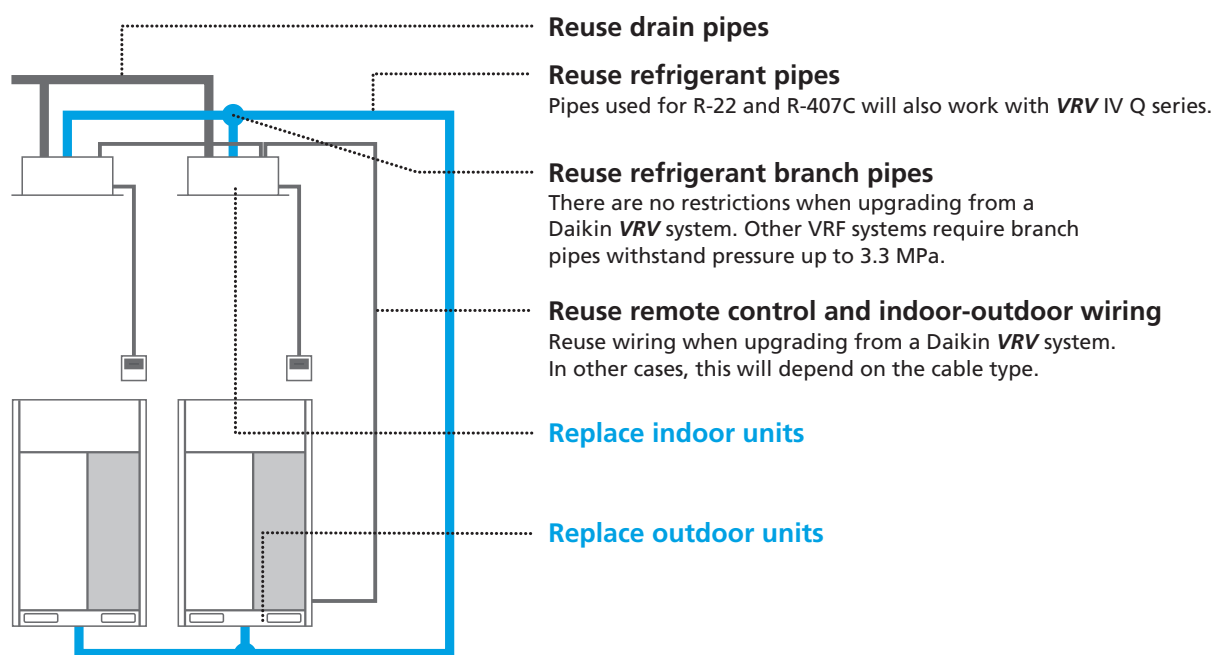 Reuse drain pipes
Reuse refrigerant pipes
Pipes used for R-22 and R-407C will also work with VRV IV Q series.
Reuse refrigerant branch pipes
There are no restrictions when upgrading from a
Daikin VRV system. Other VRF systems require branch
pipes withstand pressure up to 3.3 MPa.
Reuse remote control and indoor-outdoor wiring
Reuse wiring when upgrading from a Daikin VRV system.
In other cases, this will depend on the cable type.
Replace indoor units
Replace outdoor units